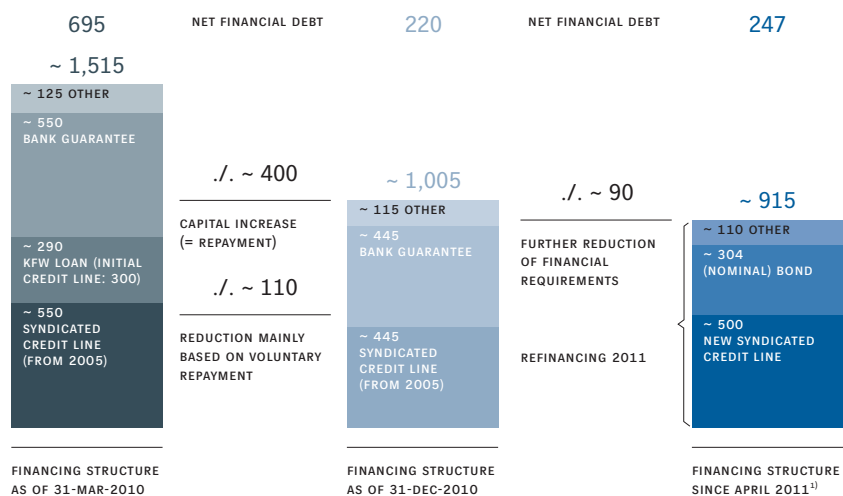 695
NET FINANCIAL DEBT
220
NET FINANCIAL DEBT
247
~ 1,515
~ 125 OTHER
~ 550
BANK GUARANTEE
~ 290
KFW LOAN (INITIAL
CREDIT LINE: 300)
~ 550
SYNDICATED
CREDIT LINE
(FROM 2005)
FINANCING STRUCTURE
AS OF 31-MAR-2010
./. ~ 400
CAPITAL INCREASE
(= REPAYMENT)
./. ~ 110
REDUCTION MAINLY
BASED ON VOLUNTARY
REPAYMENT
~ 1,005
~ 115 OTHER
~ 445
BANK GUARANTEE
~ 445
SYNDICATED
CREDIT LINE
(FROM 2005)
FINANCING STRUCTURE
AS OF 31-DEC-2010
./. ~ 90
FURTHER REDUCTION
OF FINANCIAL
REQUIREMENTS
REFINANCING 2011
~ 915
~ 110 OTHER
~ 304
(NOMINAL) BOND
~ 500
NEW SYNDICATED
CREDIT LINE
FINANCING STRUCTURE
SINCE APRIL 2011¹⁾